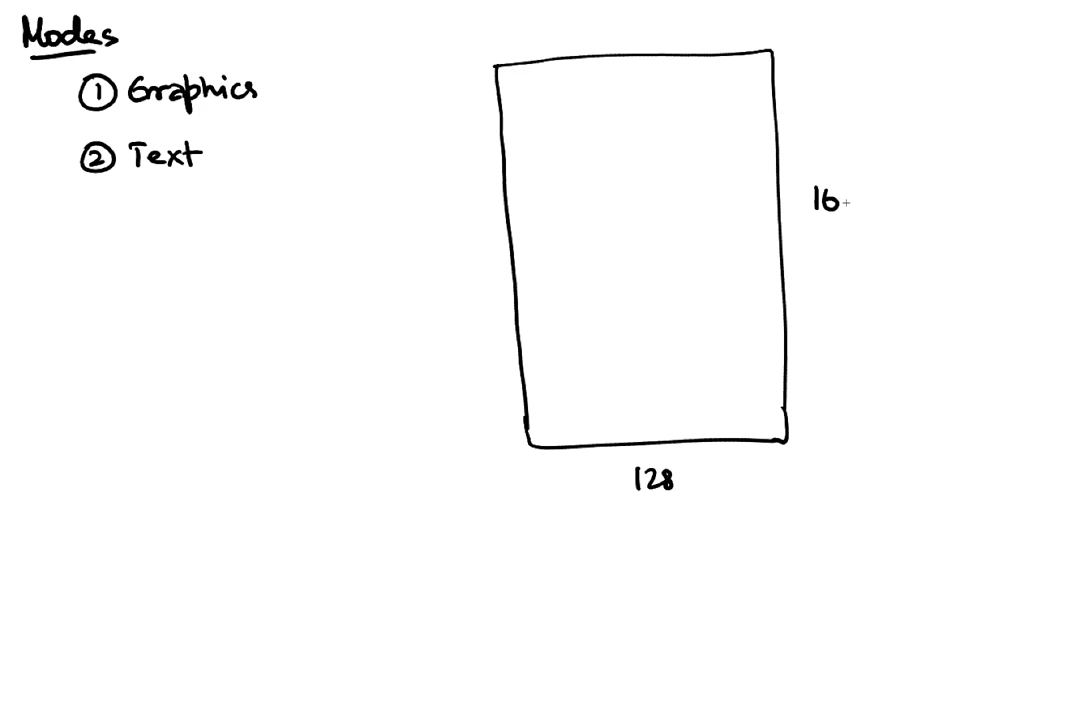 Modes
① Graphics
② Text
16
128